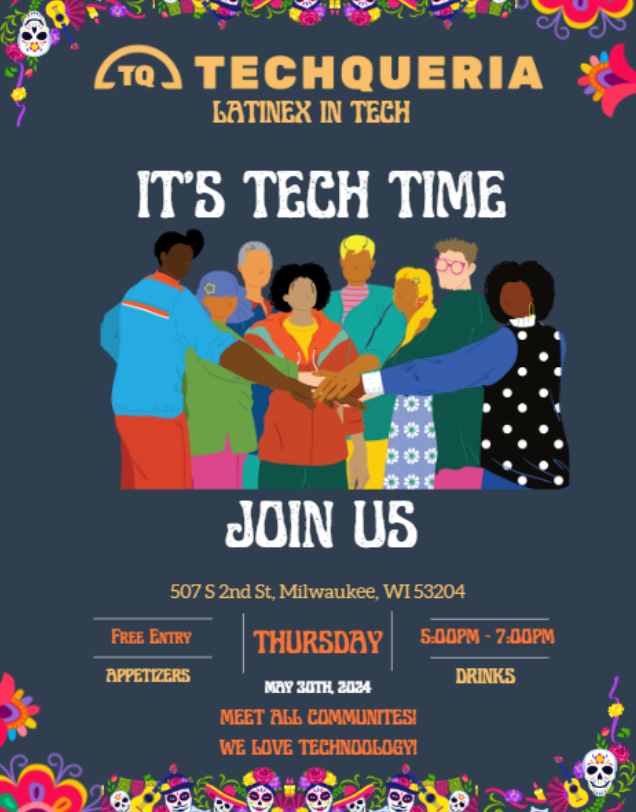 TQ TECHQUERIA
LATINEX IN TECH
IT'S TECH TIME
JOIN US
507 S 2nd St, Milwaukee, WI 53204
FREE ENTRY
THURSDAY
5:00PM - 7:00PM
APPETIZERS
MAY 30TH, 2024
DRINKS
MEET ALL COMMUNITES!
WE LOVE TECHNOOLOGY!